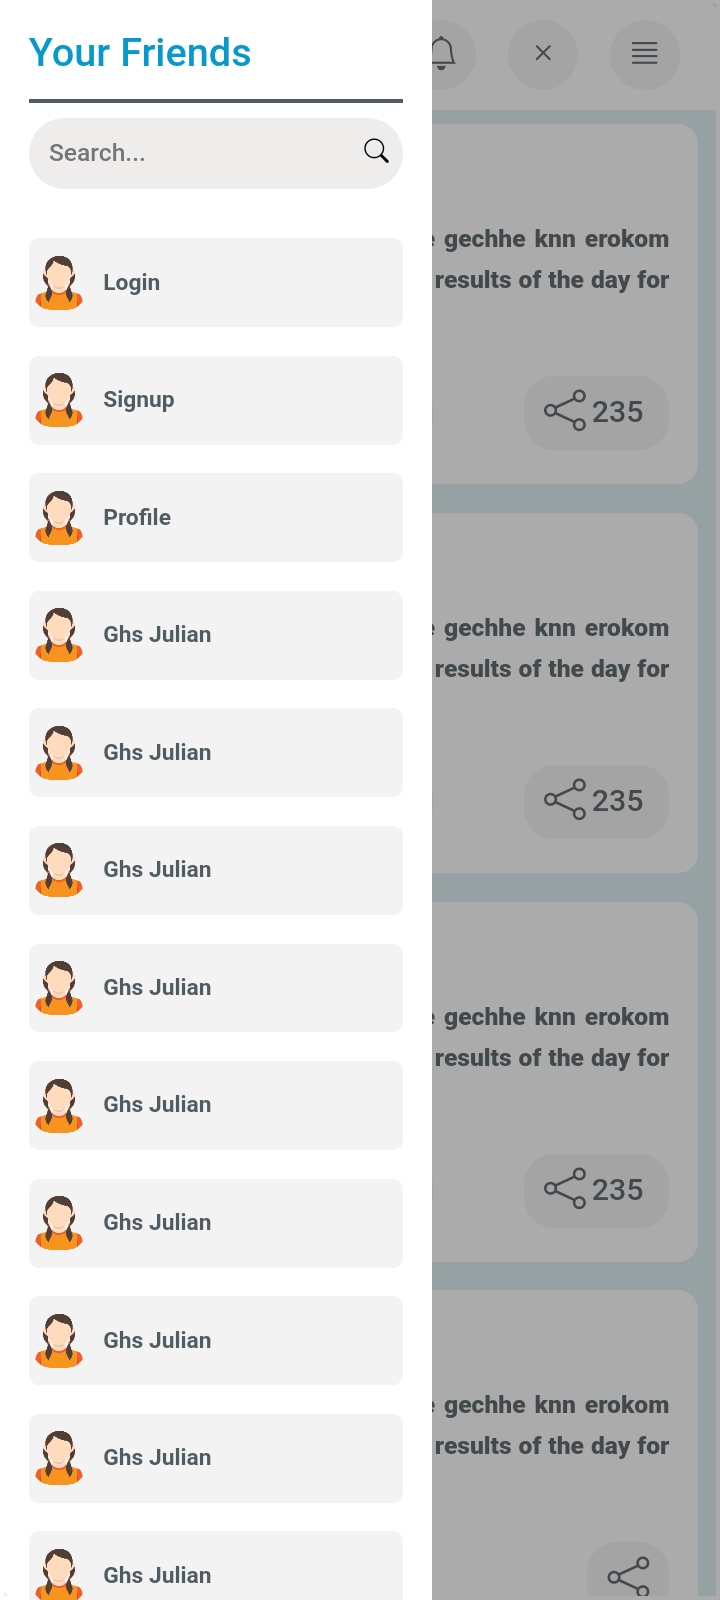 Your Friends
Search...
Login
Signup
Profile
Ghs Julian
Ghs Julian
Ghs Julian
Ghs Julian
Ghs Julian
Ghs Julian
Ghs Julian
Ghs Julian
Ghs Julian
gechhe knn erokom
results of the day for
235
gechhe knn erokom
results of the day for
235
gechhe knn erokom
results of the day for
235
gechhe knn erokom
results of the day for